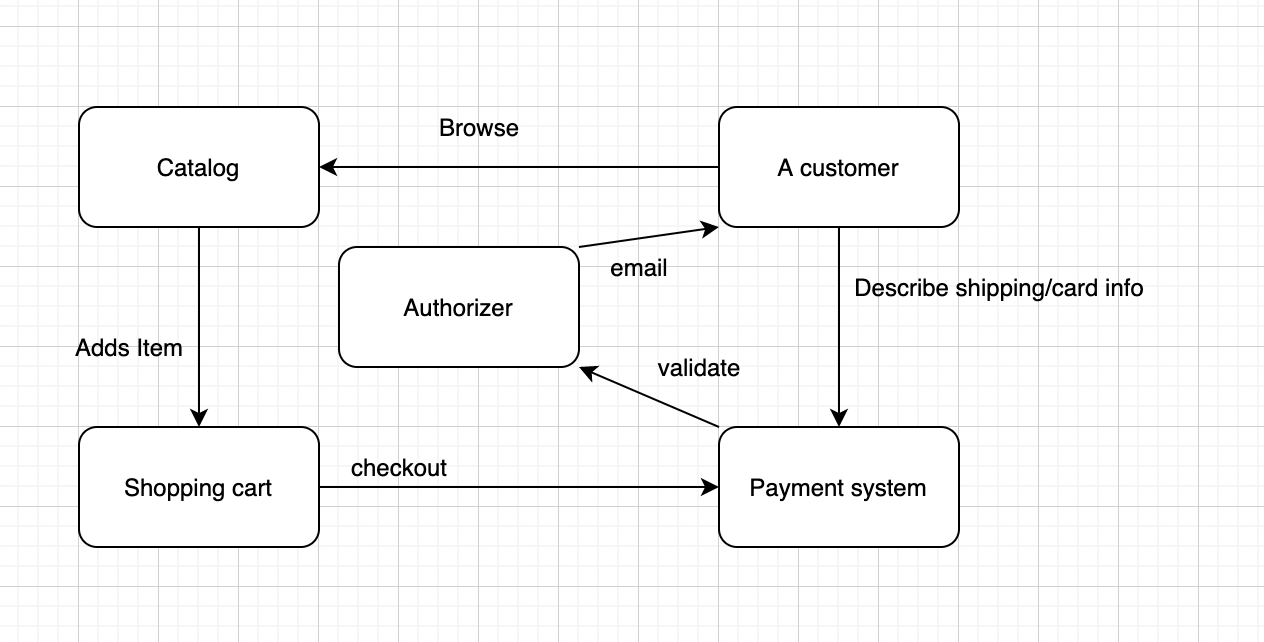 Browse
Catalog
A customer
email
Describe shipping/card info
Authorizer
Adds Item
validate
checkout
Shopping cart
Payment system